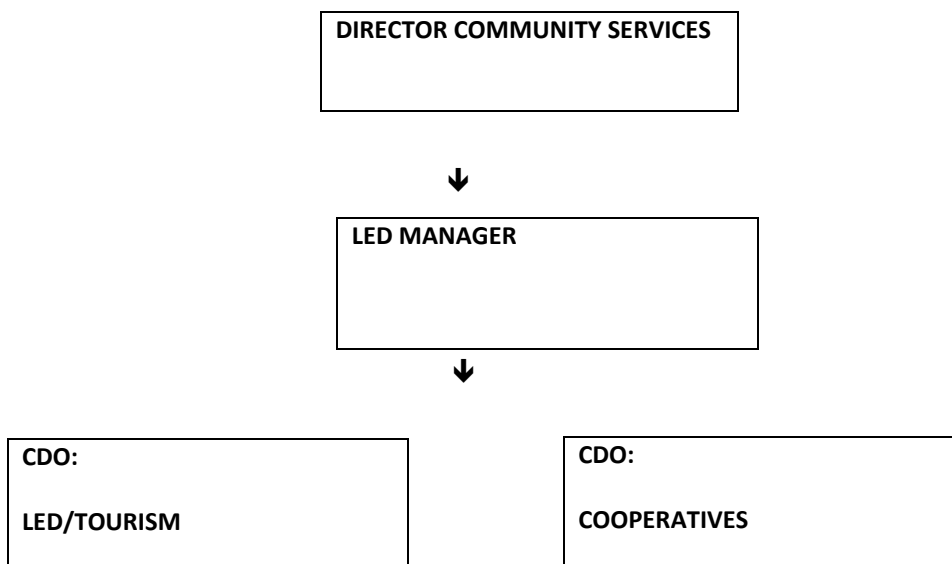 DIRECTOR COMMUNITY SERVICES
LED MANAGER
CDO:
LED/TOURISM
CDO:
COOPERATIVES